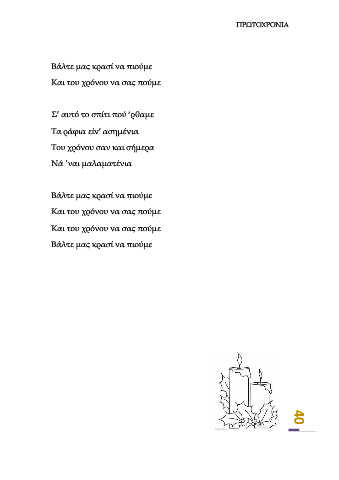 ΠΡΩΤΟΧΡΟΝΙΑ
Βάλτε μας κρασί να πιούμε
Και του χρόνου να σας πούμε
Σ’ αυτό το σπίτι πού ‘ρθαμε
Τα ράφια είν’ ασημένια
Του χρόνου σαν και σήμερα
Νά ’ναι μαλαματένια
Βάλτε μας κρασί να πιούμε
Και του χρόνου να σας πούμε
Και του χρόνου να σας πούμε
Βάλτε μας κρασί να πιούμε
40